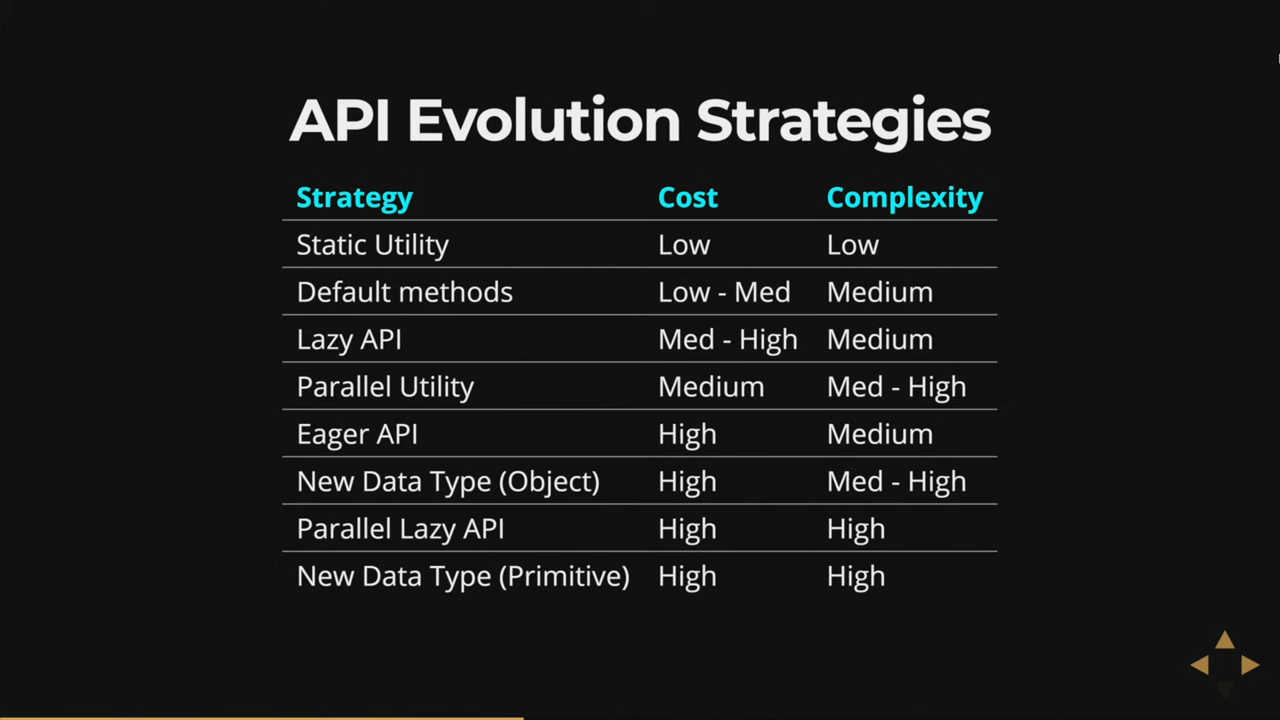 API Evolution Strategies
Strategy Cost Complexity
Static Utility Low Low
Default methods Low - Med Medium
Lazy API Med - High Medium
Parallel Utility Medium Med - High
Eager API High Medium
New Data Type (Object) High Med - High
Parallel Lazy API High High
New Data Type (Primitive) High High